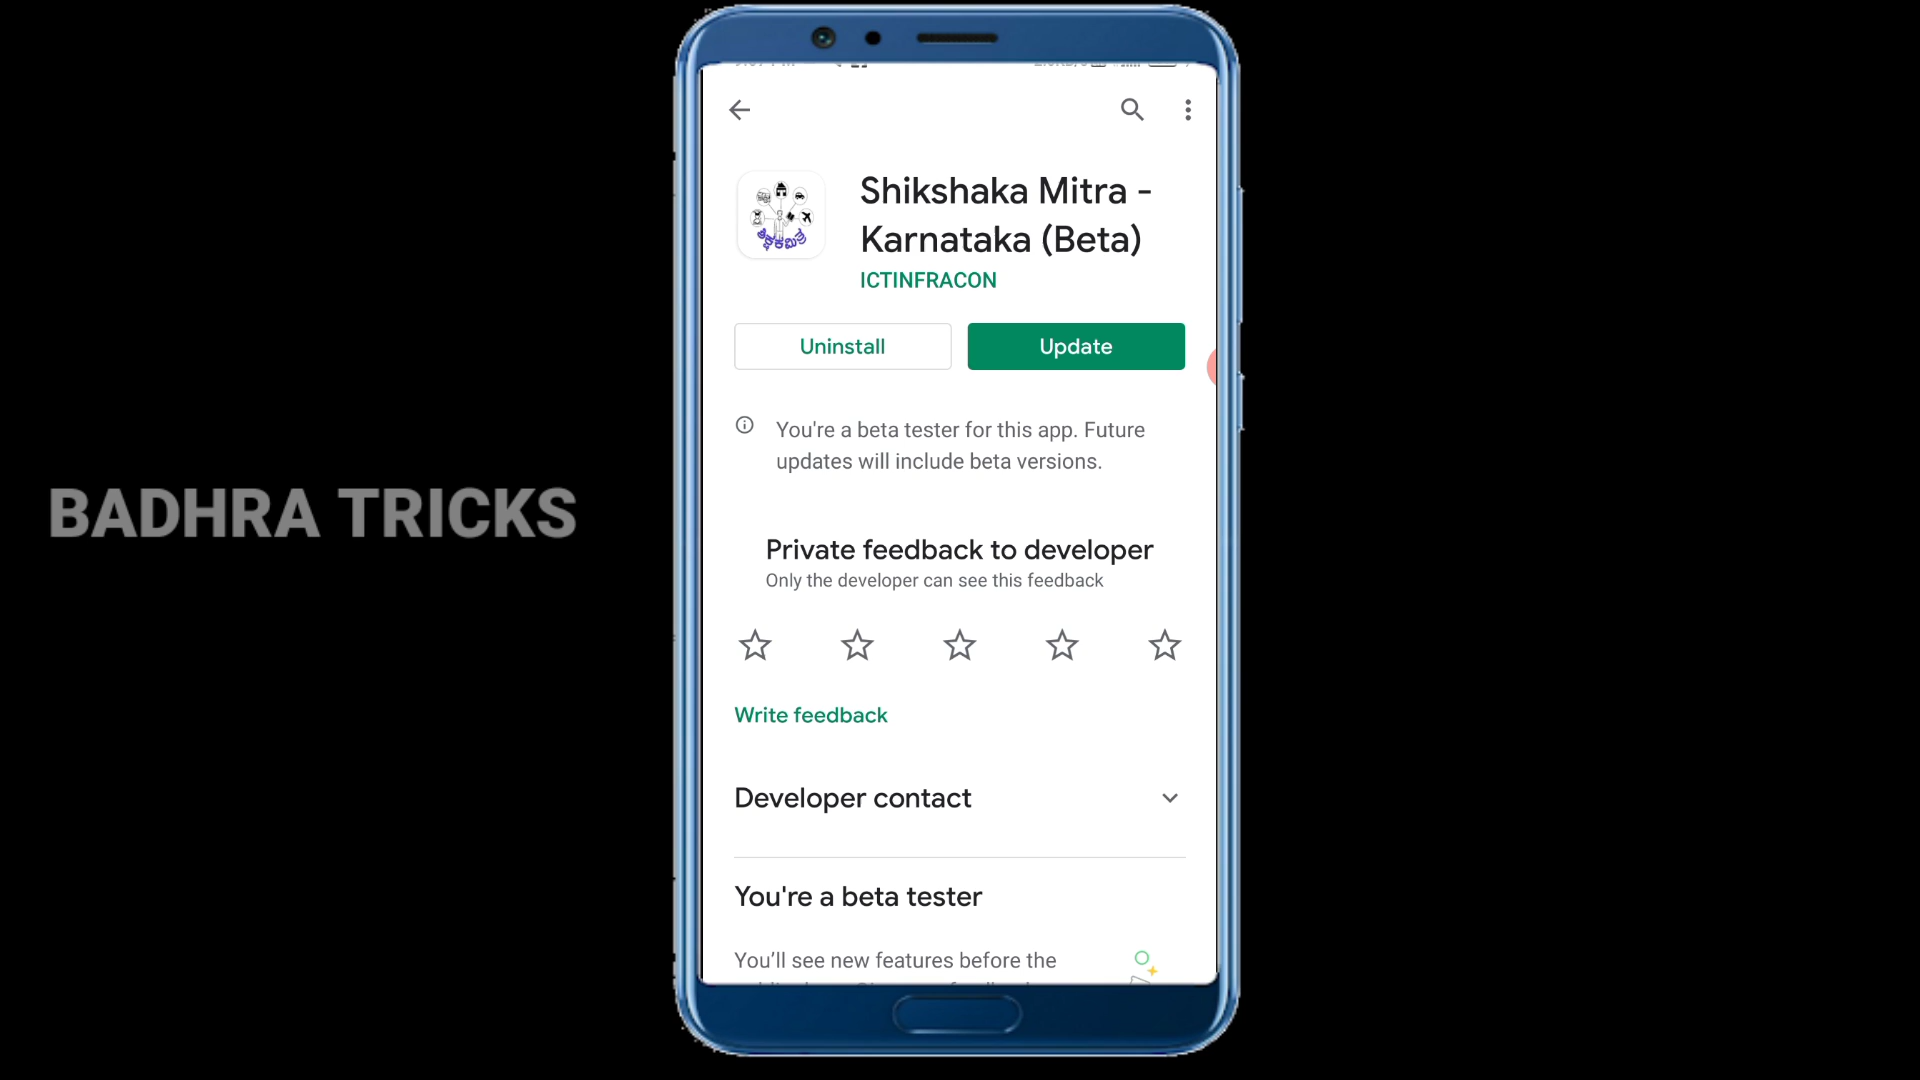 Shikshaka Mitra -
Karnataka (Beta)
ICTINFRACON
ಶಿಕ್ಷಕಮಿತ್ರ
Uninstall
Update
You're a beta tester for this app. Future
updates will include beta versions.
BADHRA TRICKS
Private feedback to developer
Only the developer can see this feedback
Write feedback
Developer contact
You're a beta tester
You'll see new features before the